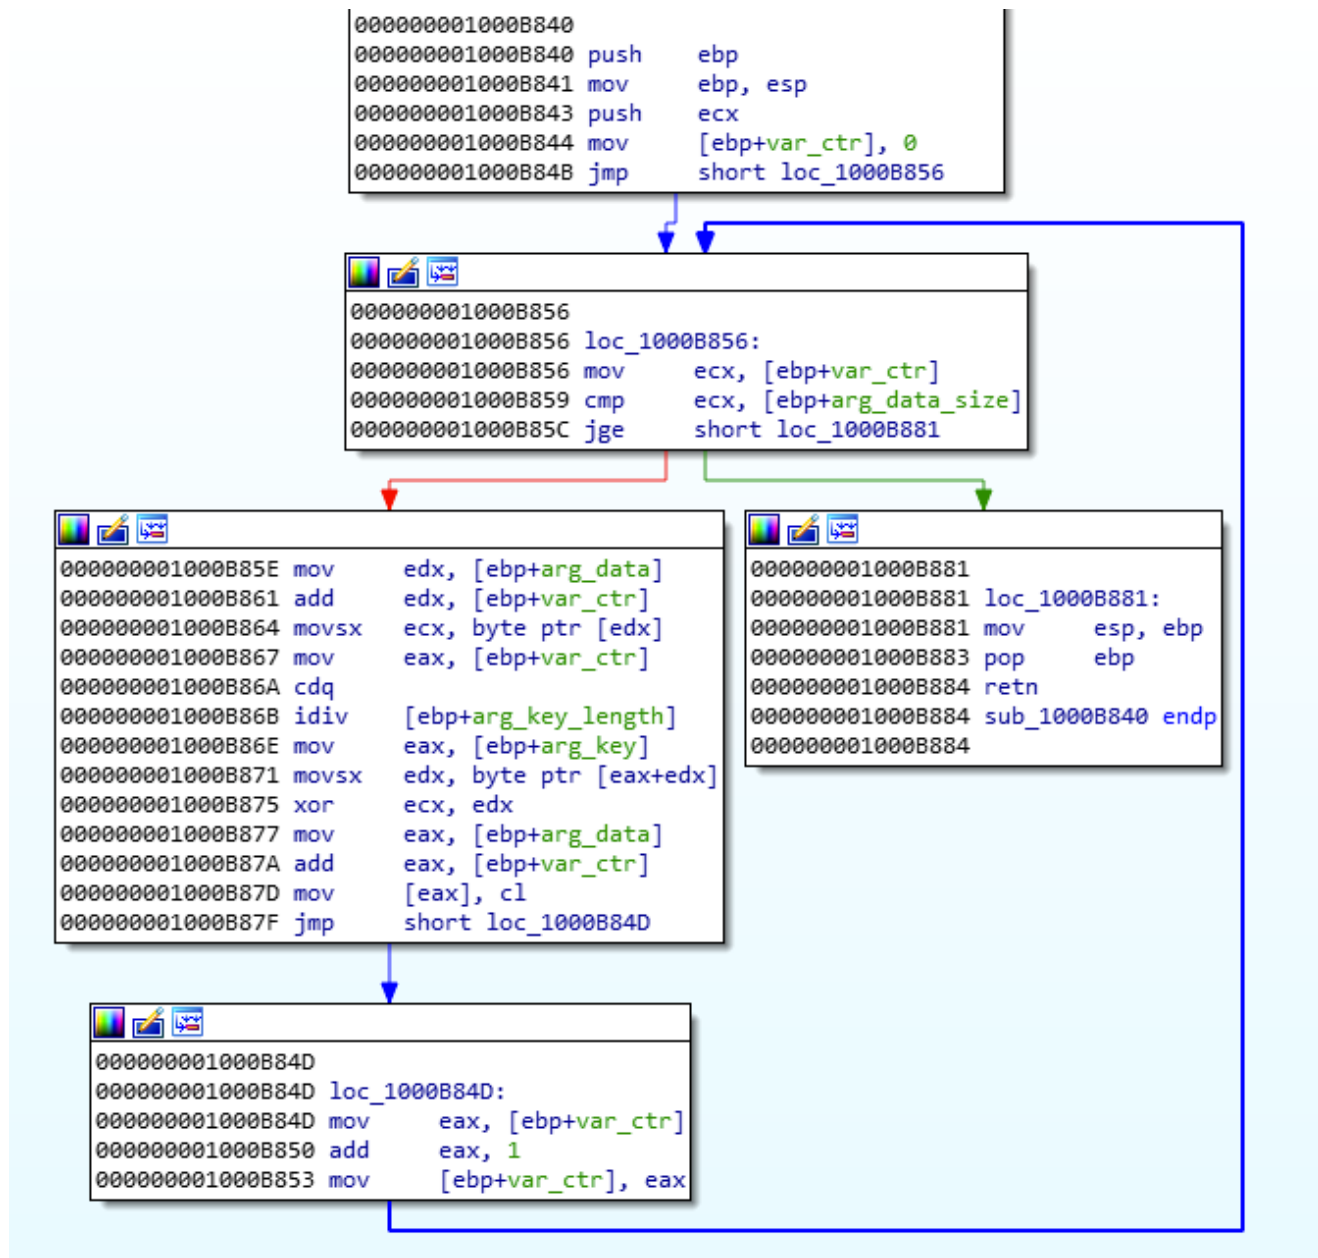 000000001000B840
000000001000B840 push ebp
000000001000B841 mov ebp, esp
000000001000B843 push ecx
000000001000B844 mov [ebp+var_ctr], 0
000000001000B84B jmp short loc_1000B856
000000001000B856
000000001000B856 loc_1000B856:
000000001000B856 mov ecx, [ebp+var_ctr]
000000001000B859 cmp ecx, [ebp+arg_data_size]
000000001000B85C jge short loc_1000B881
000000001000B85E mov edx, [ebp+arg_data]
000000001000B861 add edx, [ebp+var_ctr]
000000001000B864 movsx ecx, byte ptr [edx]
000000001000B867 mov eax, [ebp+var_ctr]
000000001000B86A cdq
000000001000B86B idiv [ebp+arg_key_length]
000000001000B86E mov eax, [ebp+arg_key]
000000001000B871 movsx edx, byte ptr [eax+edx]
000000001000B875 xor ecx, edx
000000001000B877 mov eax, [ebp+arg_data]
000000001000B87A add eax, [ebp+var_ctr]
000000001000B87D mov [eax], cl
000000001000B87F jmp short loc_1000B84D
000000001000B881
000000001000B881 loc_1000B881:
000000001000B881 mov esp, ebp
000000001000B883 pop ebp
000000001000B884 retn
000000001000B884 sub_1000B840 endp
000000001000B884
000000001000B84D
000000001000B84D loc_1000B84D:
000000001000B84D mov eax, [ebp+var_ctr]
000000001000B850 add eax, 1
000000001000B853 mov [ebp+var_ctr], eax